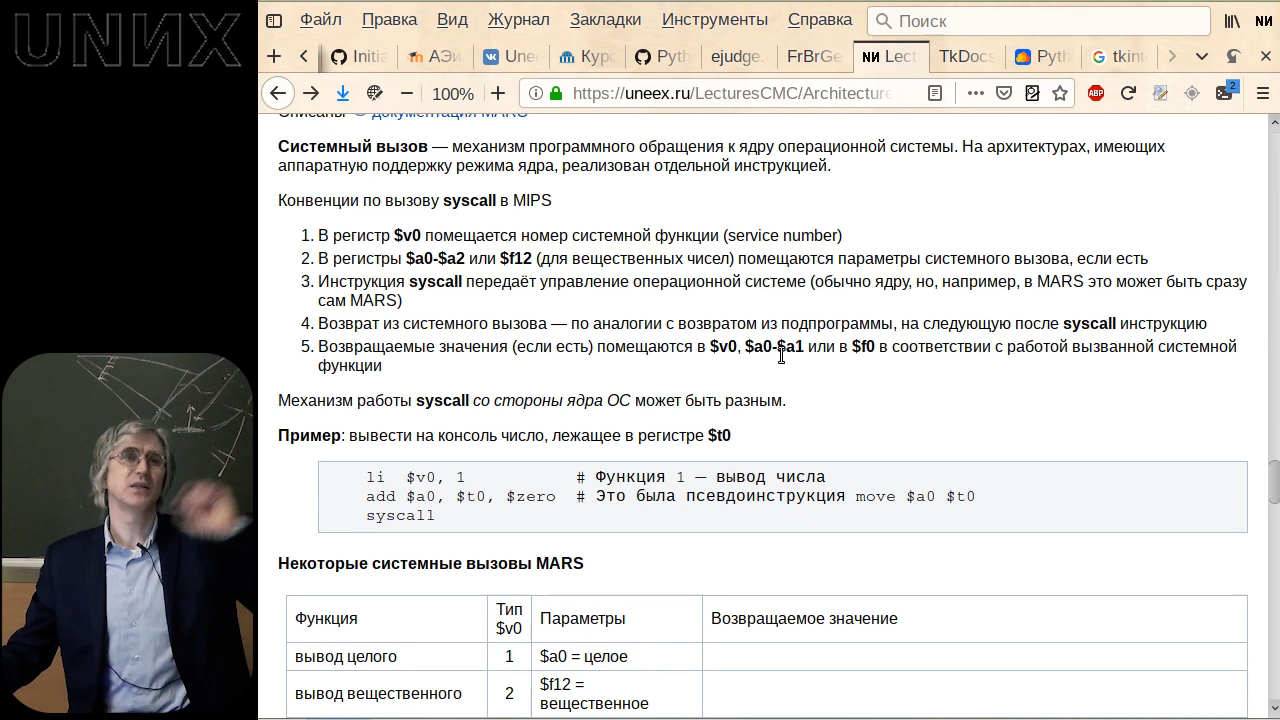 UNИX
Файл Правка Вид Журнал Закладки Инструменты Справка Поиск NИ
Initia АЭи Unee Курс Pyth ejudge. FrBrGe NИ Lect TkDocs Pyth tkint
100% https://uneex.ru/LecturesCMC/Architecture ABP 2
Описаны документация MARS
Системный вызов — механизм программного обращения к ядру операционной системы. На архитектурах, имеющих
аппаратную поддержку режима ядра, реализован отдельной инструкцией.
Конвенции по вызову syscall в MIPS
1. В регистр $v0 помещается номер системной функции (service number)
2. В регистры $a0-$a2 или $f12 (для вещественных чисел) помещаются параметры системного вызова, если есть
3. Инструкция syscall передаёт управление операционной системе (обычно ядру, но, например, в MARS это может быть сразу
сам MARS)
4. Возврат из системного вызова — по аналогии с возвратом из подпрограммы, на следующую после syscall инструкцию
5. Возвращаемые значения (если есть) помещаются в $v0, $a0-$a1 или в $f0 в соответствии с работой вызванной системной
функции
Механизм работы syscall со стороны ядра ОС может быть разным.
Пример: вывести на консоль число, лежащее в регистре $t0
li $v0, 1 # Функция 1 — вывод числа
add $a0, $t0, $zero # Это была псевдоинструкция move $a0 $t0
syscall
Некоторые системные вызовы MARS
Функция Тип $v0 Параметры Возвращаемое значение
вывод целого 1 $a0 = целое
вывод вещественного 2 $f12 = вещественное